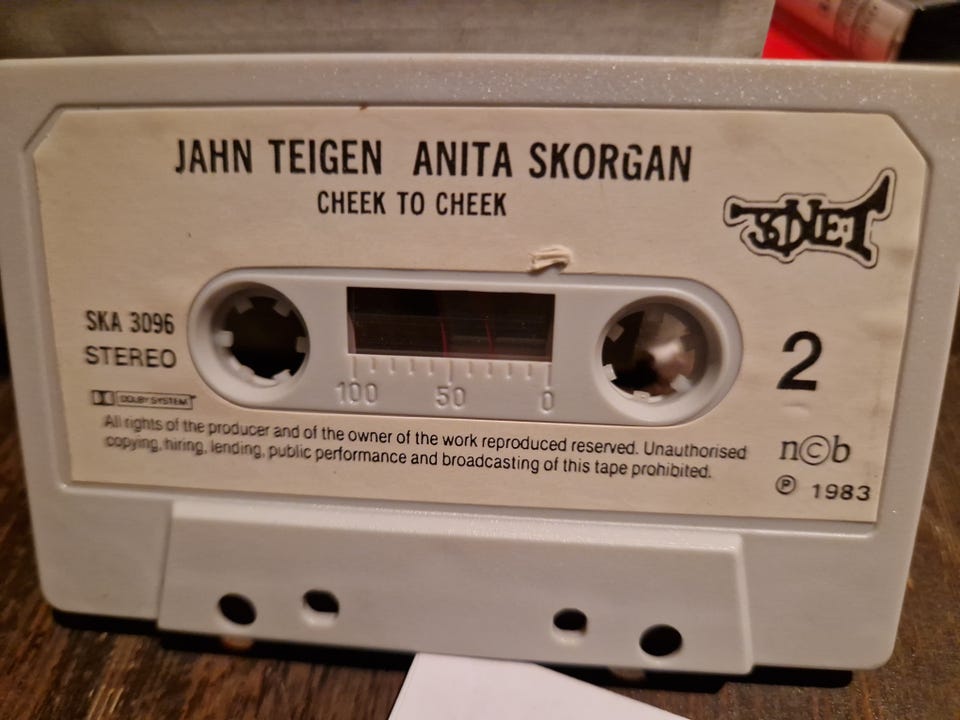 JAHN TEIGEN ANITA SKORGAN
CHEEK TO CHEEK
SONET
SKA 3096
STEREO
2
DOLBY SYSTEM
100 50 0
All rights of the producer and of the owner of the work reproduced reserved. Unauthorised
copying, hiring, lending, public performance and broadcasting of this tape prohibited.
n©b
℗ 1983